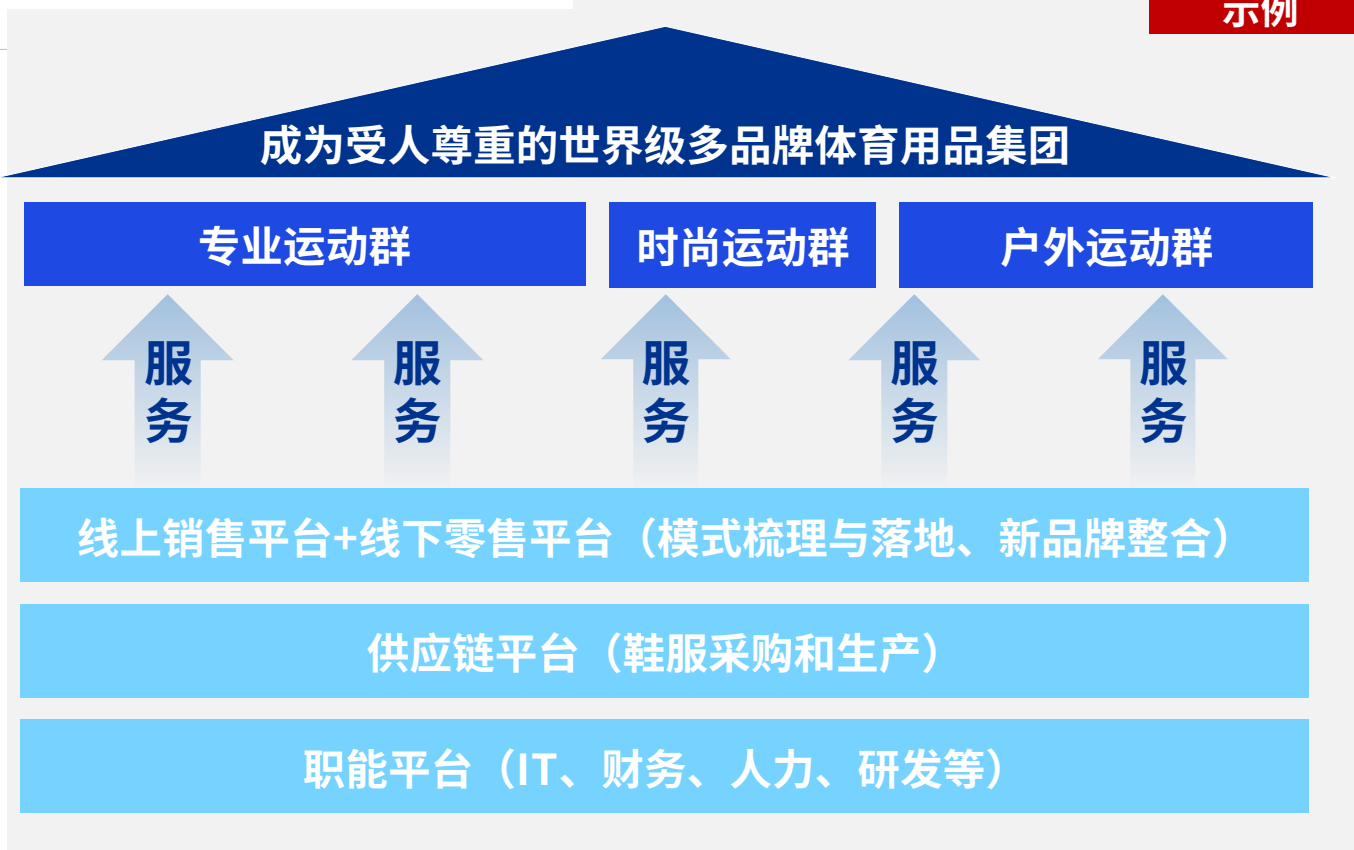 示例
成为受人尊重的世界级多品牌体育用品集团
专业运动群
时尚运动群
户外运动群
服务
服务
服务
服务
服务
线上销售平台+线下零售平台（模式梳理与落地、新品牌整合）
供应链平台（鞋服采购和生产）
职能平台（IT、财务、人力、研发等）